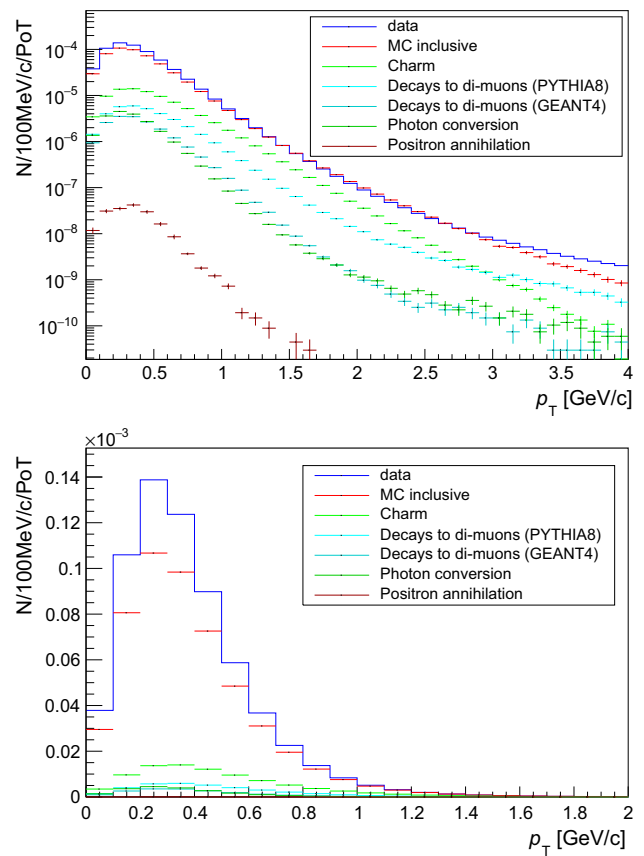 N/100MeV/c/PoT
10⁻⁴
10⁻⁵
10⁻⁶
10⁻⁷
10⁻⁸
10⁻⁹
10⁻¹⁰
data
MC inclusive
Charm
Decays to di-muons (PYTHIA8)
Decays to di-muons (GEANT4)
Photon conversion
Positron annihilation
0 0.5 1 1.5 2 2.5 3 3.5 4
p_T [GeV/c]
×10⁻³
N/100MeV/c/PoT
0.14
0.12
0.1
0.08
0.06
0.04
0.02
0
data
MC inclusive
Charm
Decays to di-muons (PYTHIA8)
Decays to di-muons (GEANT4)
Photon conversion
Positron annihilation
0 0.2 0.4 0.6 0.8 1 1.2 1.4 1.6 1.8 2
p_T [GeV/c]